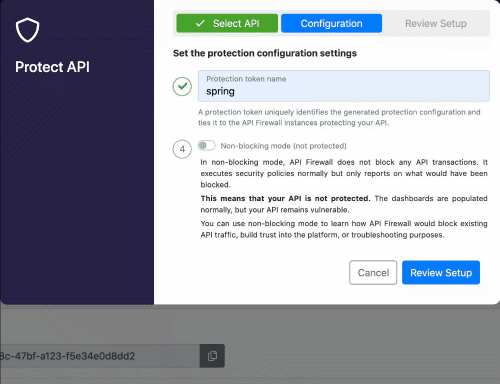 Select API
Configuration
Review Setup
Protect API
Set the protection configuration settings
Protection token name
spring
A protection token uniquely identifies the generated protection configuration and
ties it to the API Firewall instances protecting your API.
4
Non-blocking mode (not protected)
In non-blocking mode, API Firewall does not block any API transactions. It
executes security policies normally but only reports on what would have been
blocked.
This means that your API is not protected. The dashboards are populated
normally, but your API remains vulnerable.
You can use non-blocking mode to learn how API Firewall would block existing
API traffic, build trust into the platform, or troubleshooting purposes.
Cancel
Review Setup
8c-47bf-a123-f5e34e0d8dd2